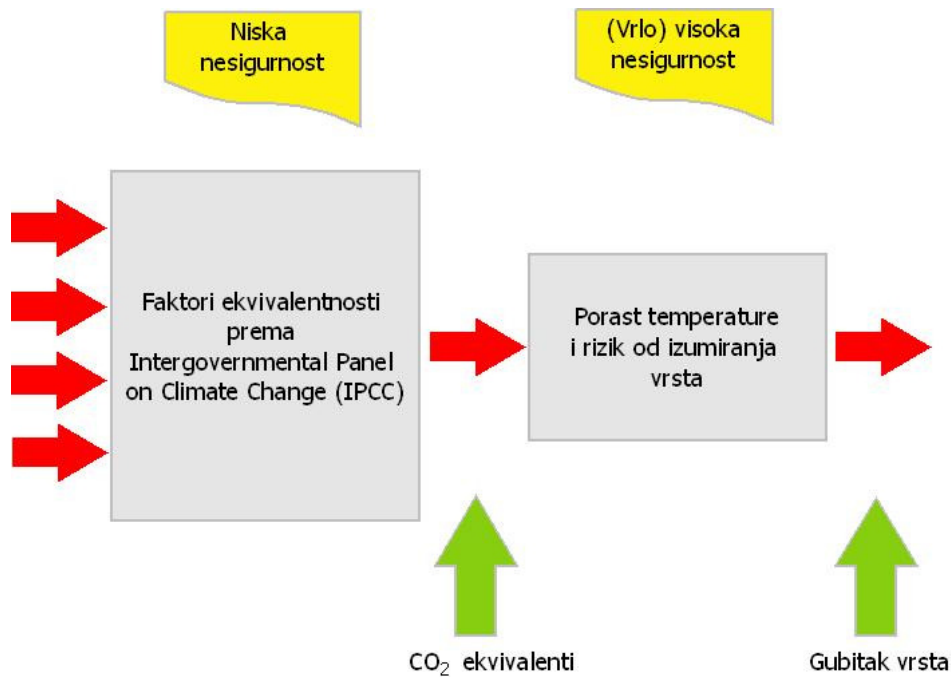 Niska
nesigurnost
(Vrlo) visoka
nesigurnost
Faktori ekvivalentnosti
prema
Intergovernmental Panel
on Climate Change (IPCC)
Porast temperature
i rizik od izumiranja
vrsta
CO₂ ekvivalenti
Gubitak vrsta